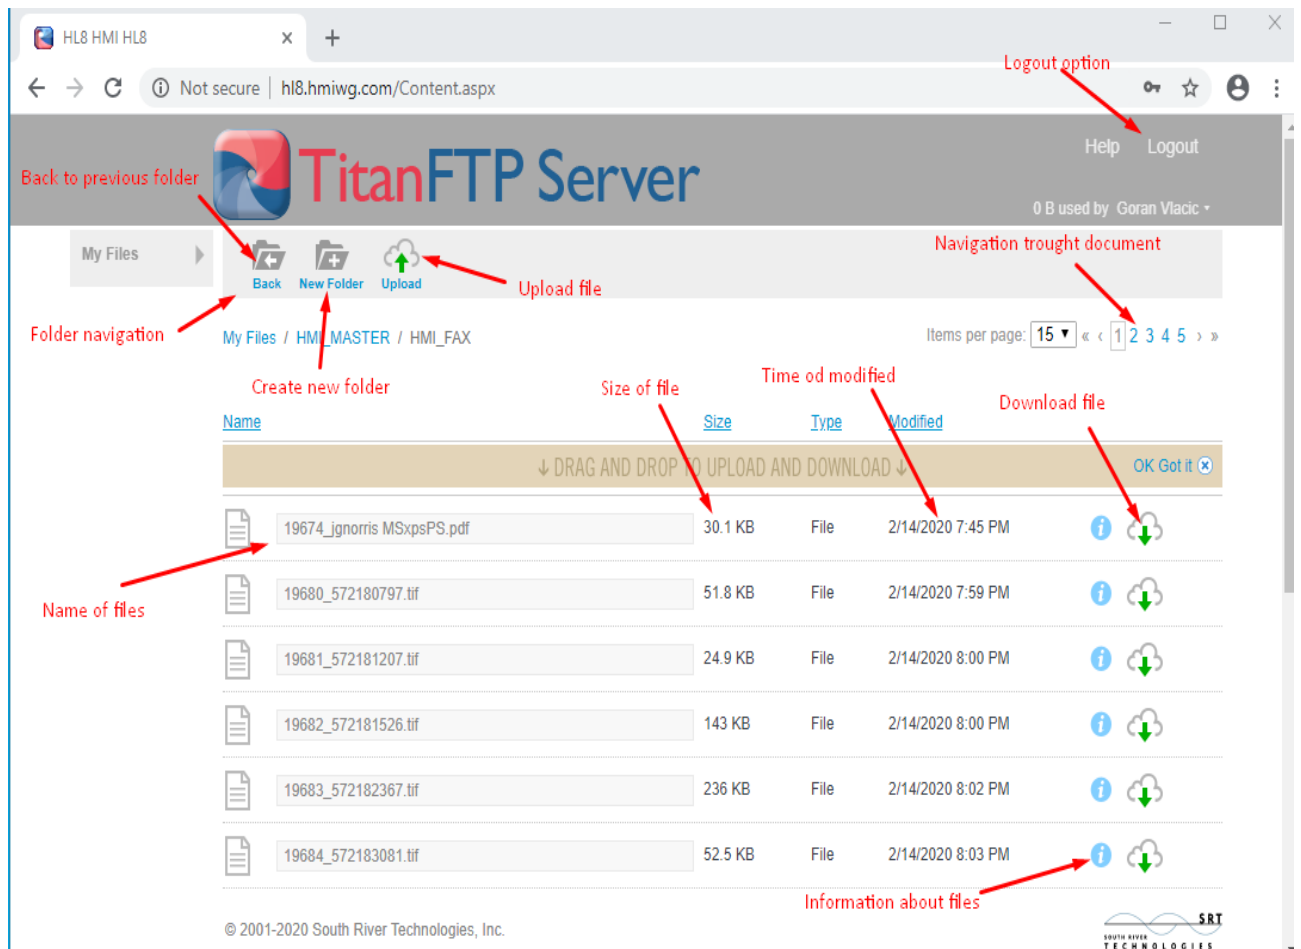 HL8 HMI HL8
Logout option
Not secure | hl8.hmiwg.com/Content.aspx
TitanFTP Server
Help Logout
Back to previous folder
0 B used by Goran Vlacic
My Files
Navigation trought document
Back New Folder Upload
Upload file
Folder navigation
My Files / HMI_MASTER / HMI_FAX
Items per page: 15 « ‹ 1 2 3 4 5 › »
Create new folder
Size of file
Time od modified
Download file
Name Size Type Modified
↓ DRAG AND DROP TO UPLOAD AND DOWNLOAD ↓ OK Got it
19674_jgnorris MSxpsPS.pdf 30.1 KB File 2/14/2020 7:45 PM
19680_572180797.tif 51.8 KB File 2/14/2020 7:59 PM
Name of files
19681_572181207.tif 24.9 KB File 2/14/2020 8:00 PM
19682_572181526.tif 143 KB File 2/14/2020 8:00 PM
19683_572182367.tif 236 KB File 2/14/2020 8:02 PM
19684_572183081.tif 52.5 KB File 2/14/2020 8:03 PM
Information about files
© 2001-2020 South River Technologies, Inc.
SRT
SOUTH RIVER
TECHNOLOGIES